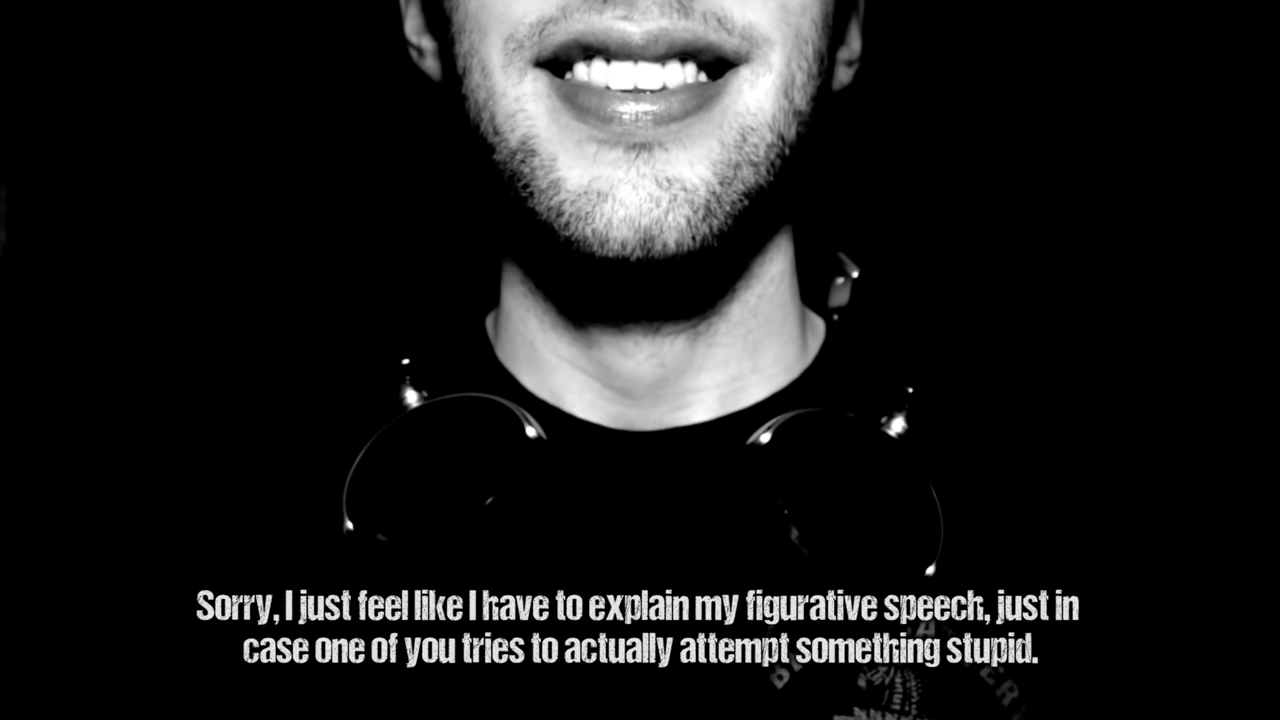 Sorry, I just feel like I have to explain my figurative speech, just in
case one of you tries to actually attempt something stupid.